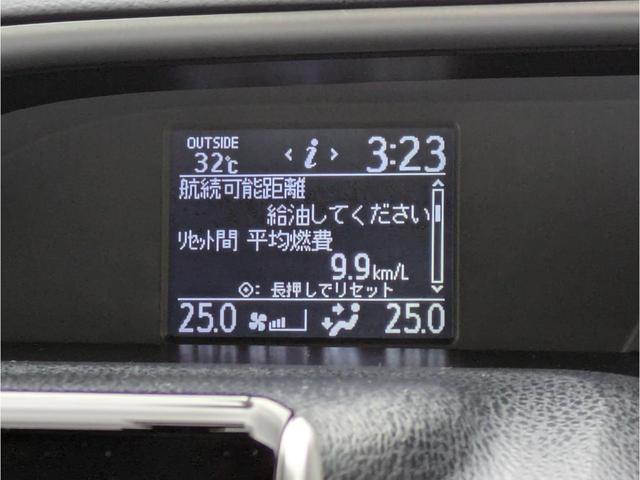 OUTSIDE
32℃
< i > 3:23
航続可能距離
給油してください
リセット間 平均燃費
9.9km/L
: 長押しでリセット
25.0 25.0